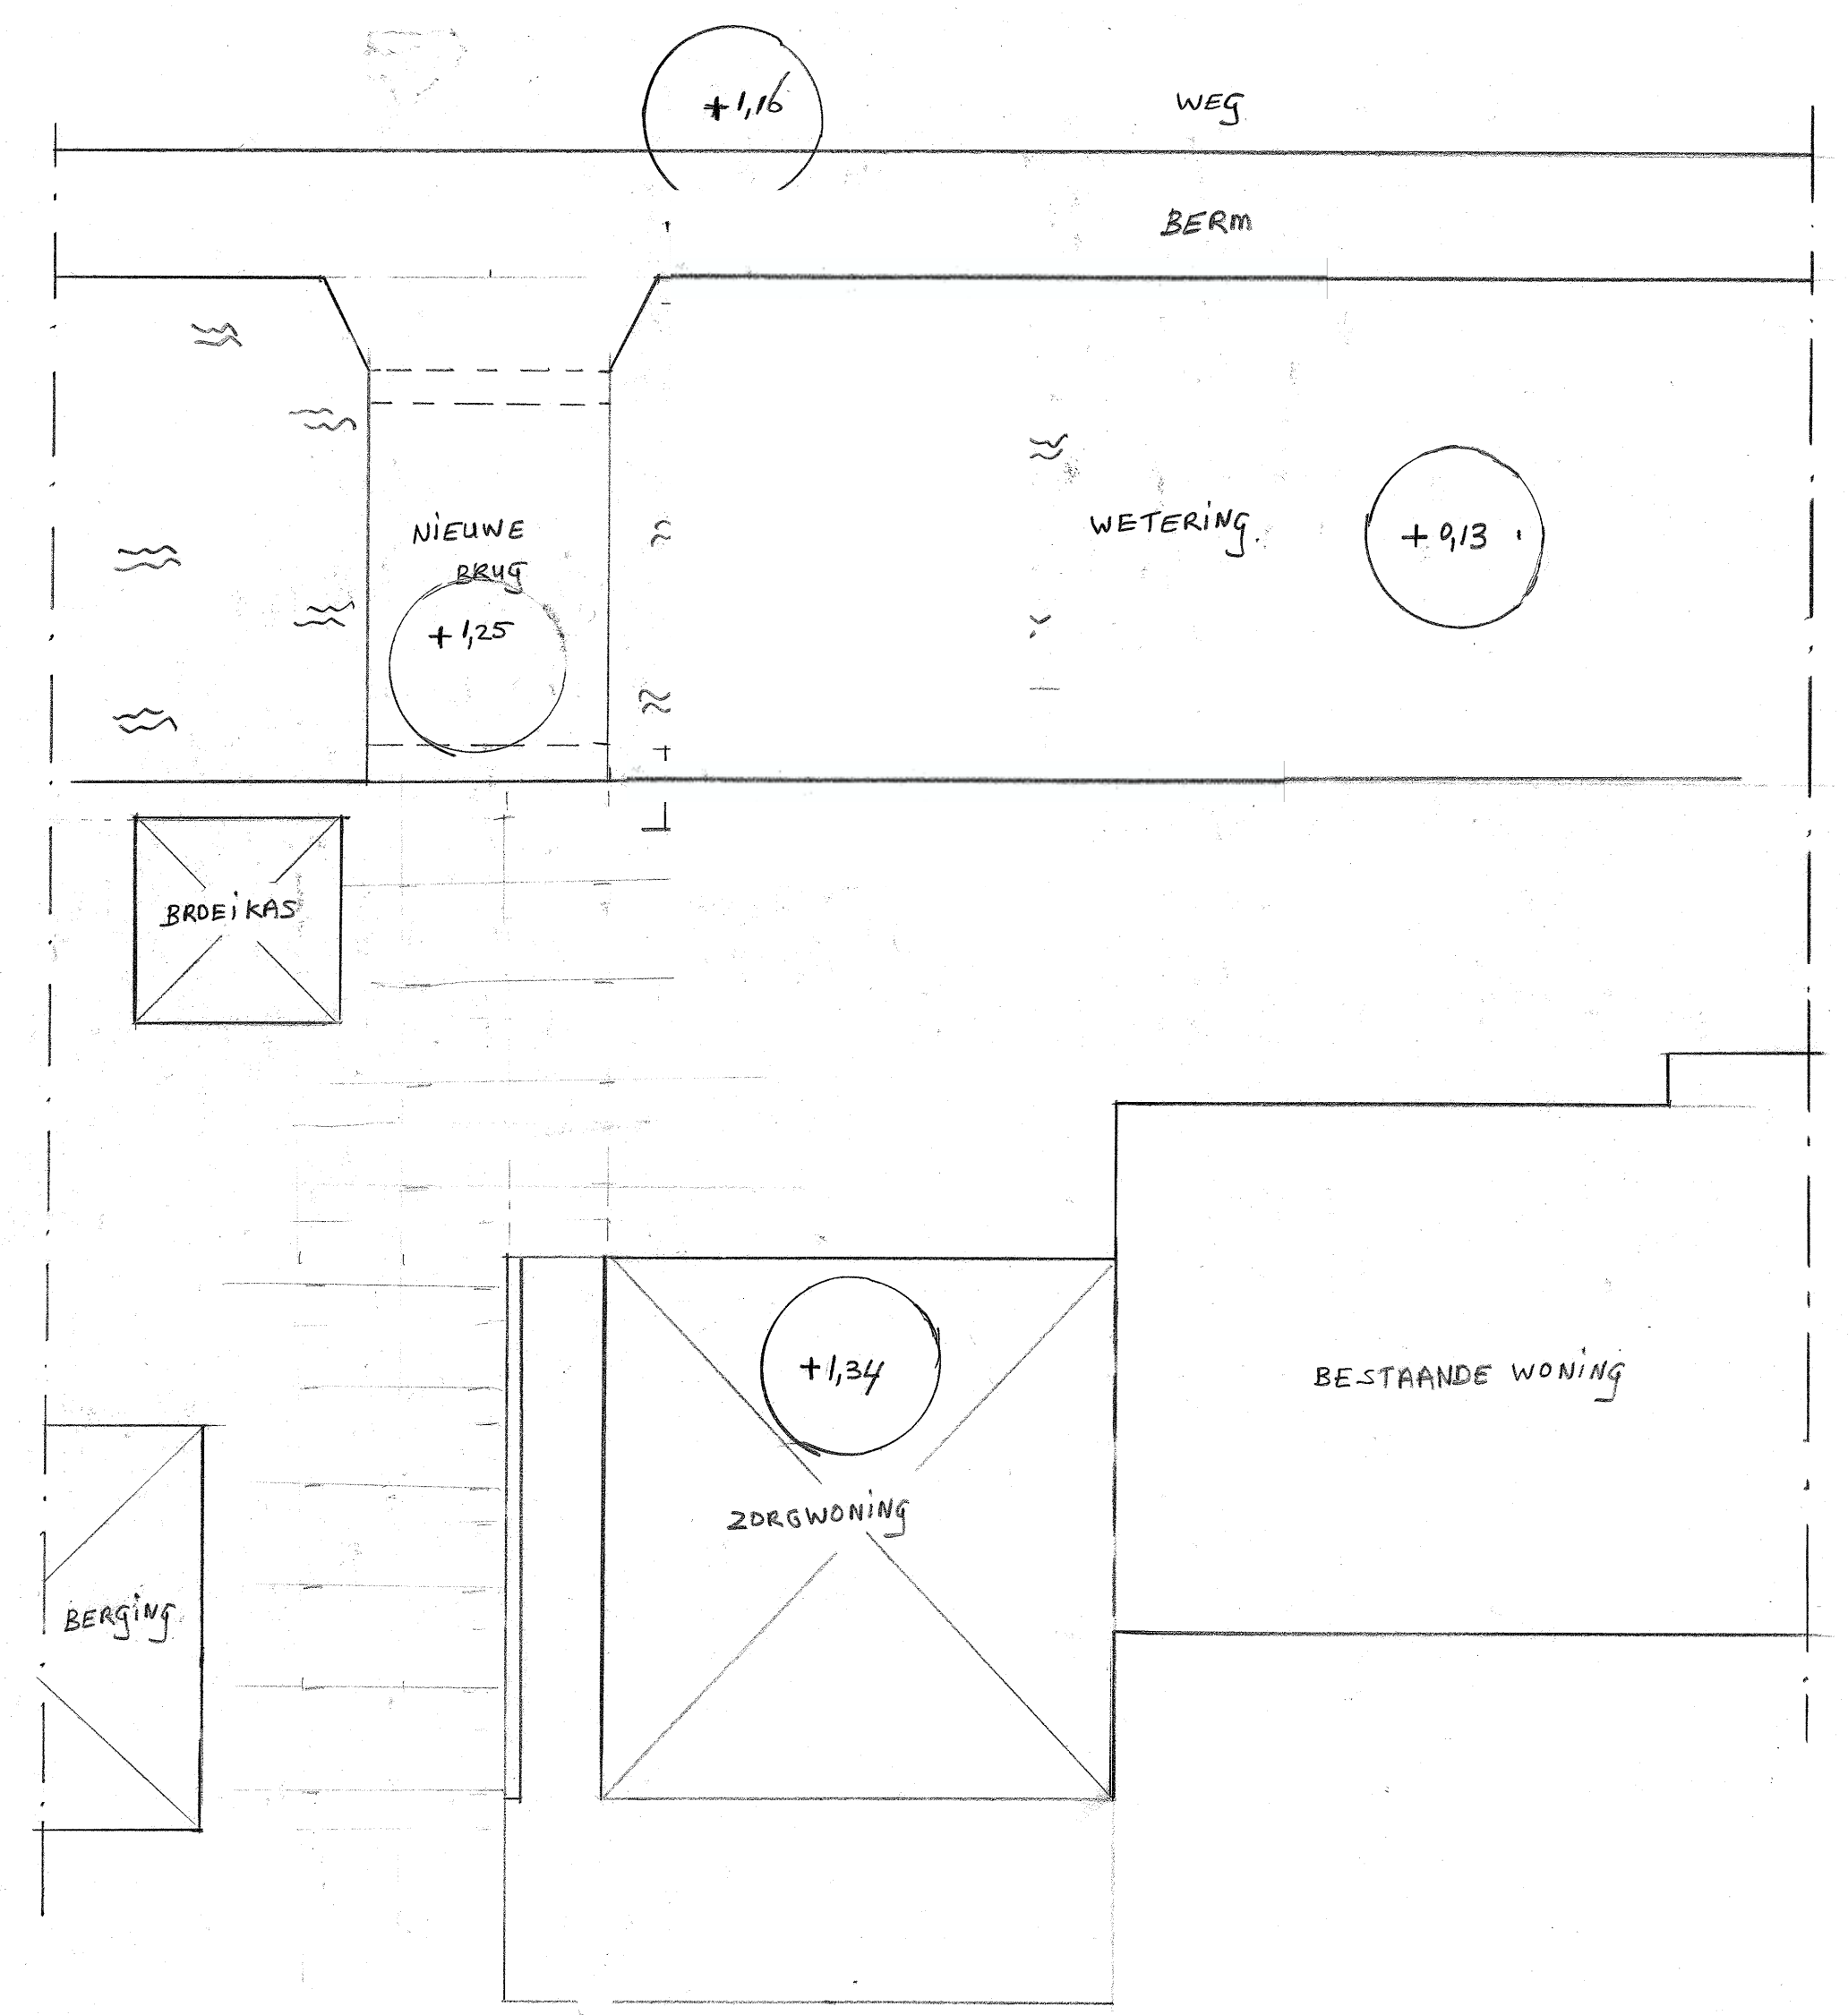 +1,16
WEG
BERM
NIEUWE
BRUG
+1,25
WETERING.
+0,13
BROEIKAS
+1,34
BESTAANDE WONING
ZORGWONING
BERGING